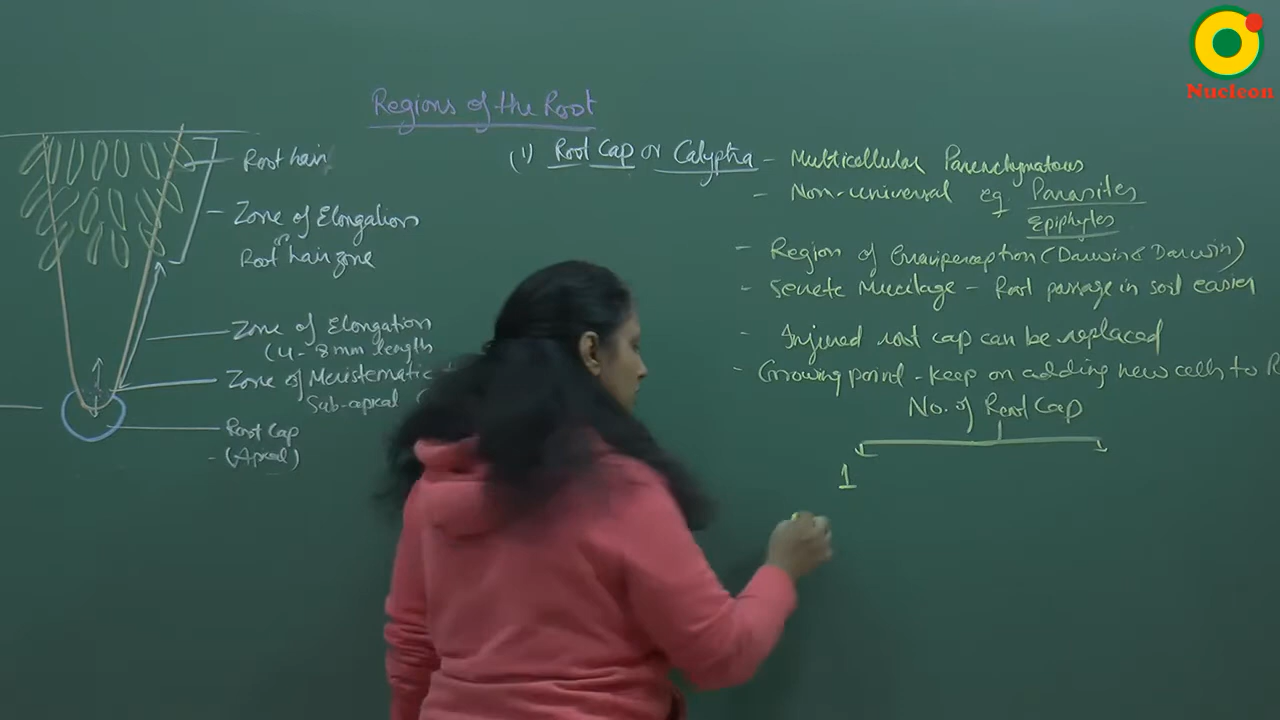 Nucleon
Regions of the Root
(1) Root Cap or Calyptra - Multicellular Parenchymatous
- Non-universal eg. Parasites
Epiphytes
- Region of Graviperception (Darwin & Darwin)
- Secrete Mucilage - Root passage in soil easier
- Injured root cap can be replaced
- Growing point - keep on adding new cells to R
No. of Root Cap
1
Root hair
Zone of Elongation
or
Root hair zone
Zone of Elongation
(4-8mm length
Zone of Meristematic
Sub-apical
Root Cap
- (Apical)